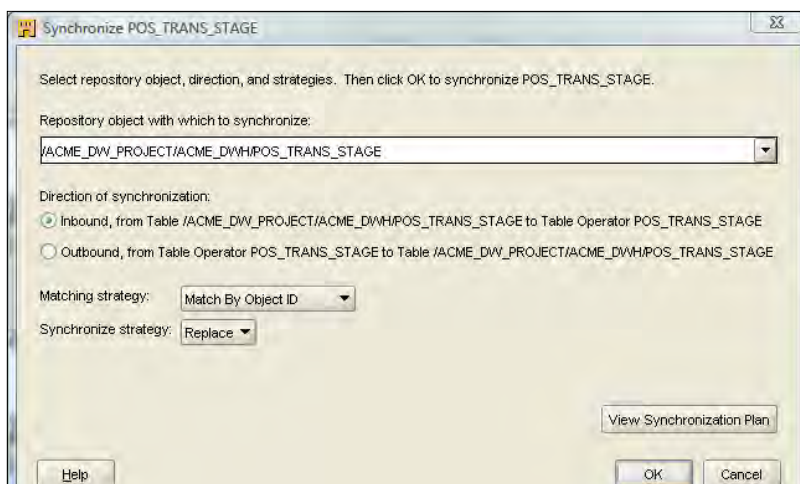 Synchronize POS_TRANS_STAGE
Select repository object, direction, and strategies. Then click OK to synchronize POS_TRANS_STAGE.
Repository object with which to synchronize:
/ACME_DW_PROJECT/ACME_DWH/POS_TRANS_STAGE
Direction of synchronization:
Inbound, from Table /ACME_DW_PROJECT/ACME_DWH/POS_TRANS_STAGE to Table Operator POS_TRANS_STAGE
Outbound, from Table Operator POS_TRANS_STAGE to Table /ACME_DW_PROJECT/ACME_DWH/POS_TRANS_STAGE
Matching strategy: Match By Object ID
Synchronize strategy: Replace
View Synchronization Plan
Help OK Cancel